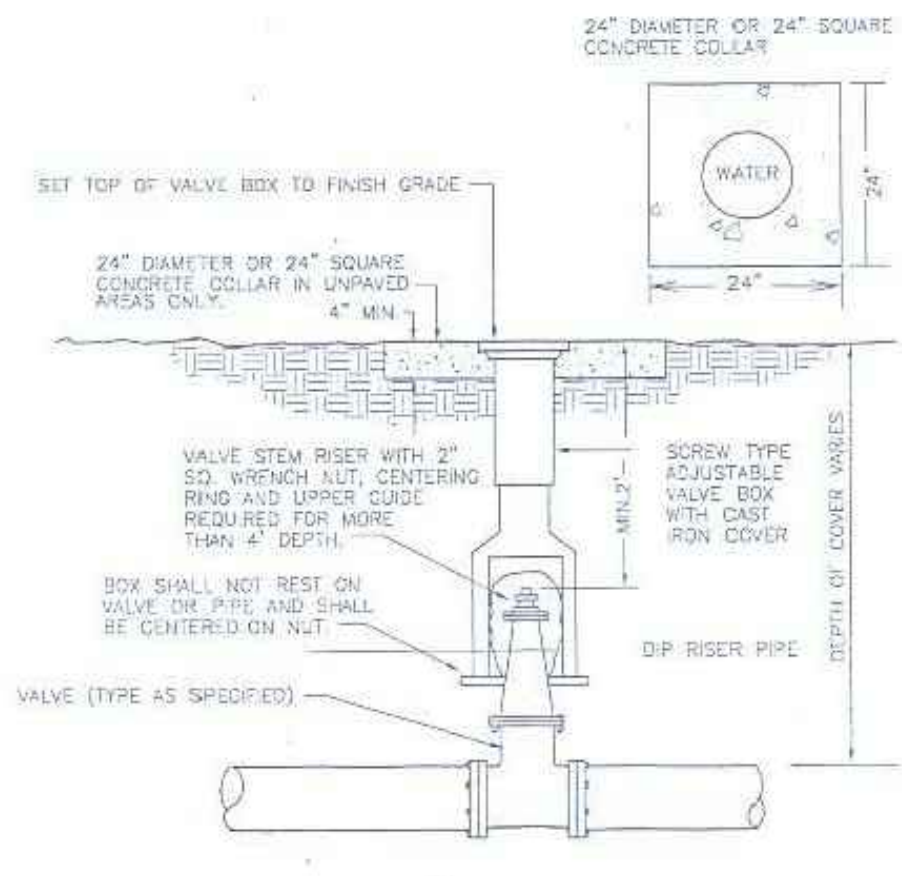 24" DIAMETER OR 24" SQUARE
CONCRETE COLLAR
WATER
24"
24"
SET TOP OF VALVE BOX TO FINISH GRADE
24" DIAMETER OR 24" SQUARE
CONCRETE COLLAR IN UNPAVED
AREAS ONLY.
4" MIN
VALVE STEM RISER WITH 2"
SQ. WRENCH NUT, CENTERING
RING AND UPPER GUIDE
REQUIRED FOR MORE
THAN 4' DEPTH.
MIN 2'
SCREW TYPE
ADJUSTABLE
VALVE BOX
WITH CAST
IRON COVER
DEPTH OF COVER VARIES
BOX SHALL NOT REST ON
VALVE OR PIPE AND SHALL
BE CENTERED ON NUT.
DIP RISER PIPE
VALVE (TYPE AS SPECIFIED)